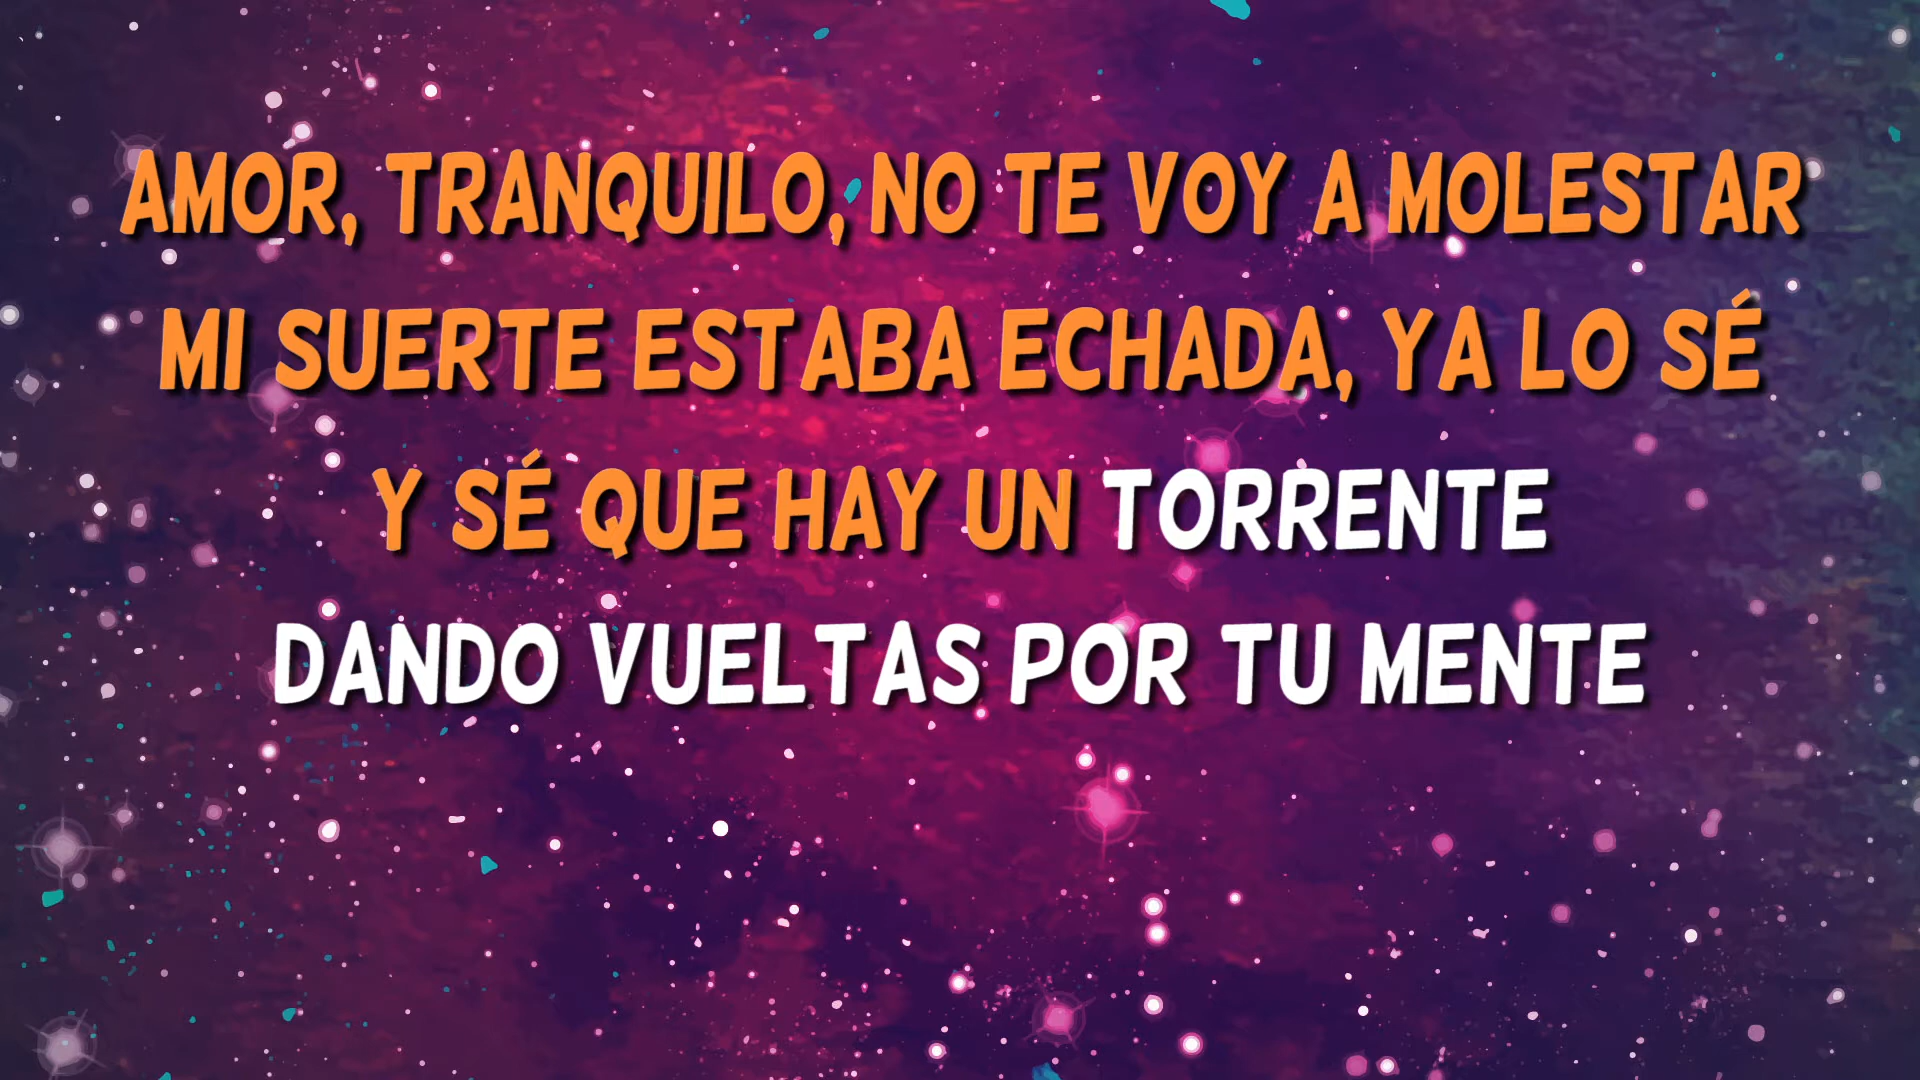 AMOR, TRANQUILO, NO TE VOY A MOLESTAR
MI SUERTE ESTABA ECHADA, YA LO SÉ
Y SÉ QUE HAY UN TORRENTE
DANDO VUELTAS POR TU MENTE